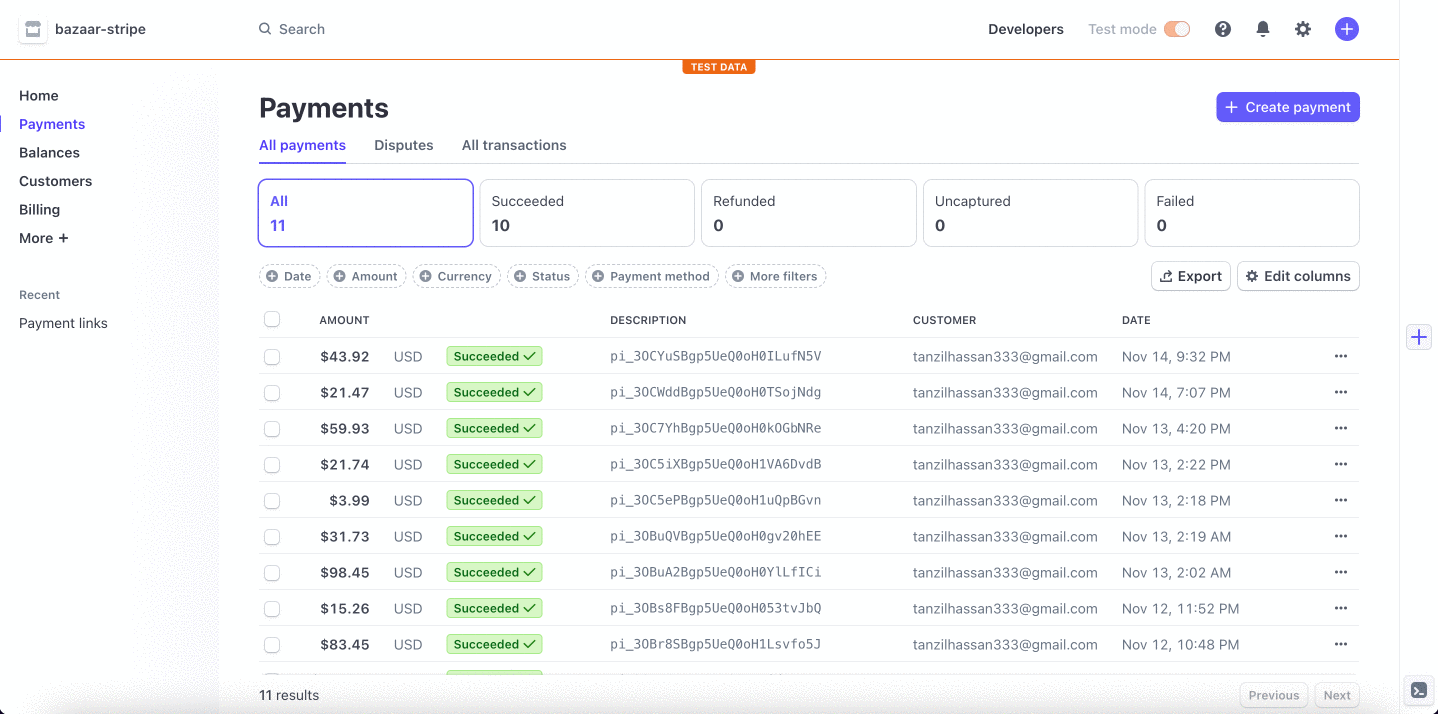 bazaar-stripe
Search
Developers
Test mode
TEST DATA
Home
Payments
Balances
Customers
Billing
More +
Recent
Payment links
Payments
+ Create payment
All payments Disputes All transactions
All Succeeded Refunded Uncaptured Failed
11 10 0 0 0
Date Amount Currency Status Payment method More filters
Export Edit columns
AMOUNT DESCRIPTION CUSTOMER DATE
$43.92 USD Succeeded ✓ pi_3OCYuSBgp5UeQ0oH0ILufN5V tanzilhassan333@gmail.com Nov 14, 9:32 PM •••
$21.47 USD Succeeded ✓ pi_3OCWddBgp5UeQ0oH0TSojNdg tanzilhassan333@gmail.com Nov 14, 7:07 PM •••
$59.93 USD Succeeded ✓ pi_3OC7YhBgp5UeQ0oH0kOGbNRe tanzilhassan333@gmail.com Nov 13, 4:20 PM •••
$21.74 USD Succeeded ✓ pi_3OC5iXBgp5UeQ0oH1VA6DvdB tanzilhassan333@gmail.com Nov 13, 2:22 PM •••
$3.99 USD Succeeded ✓ pi_3OC5ePBgp5UeQ0oH1uQpBGvn tanzilhassan333@gmail.com Nov 13, 2:18 PM •••
$31.73 USD Succeeded ✓ pi_3OBuQVBgp5UeQ0oH0gv20hEE tanzilhassan333@gmail.com Nov 13, 2:19 AM •••
$98.45 USD Succeeded ✓ pi_3OBuA2Bgp5UeQ0oH0YlLfICi tanzilhassan333@gmail.com Nov 13, 2:02 AM •••
$15.26 USD Succeeded ✓ pi_3OBs8FBgp5UeQ0oH053tvJbQ tanzilhassan333@gmail.com Nov 12, 11:52 PM •••
$83.45 USD Succeeded ✓ pi_3OBr8SBgp5UeQ0oH1Lsvfo5J tanzilhassan333@gmail.com Nov 12, 10:48 PM •••
11 results
Previous Next